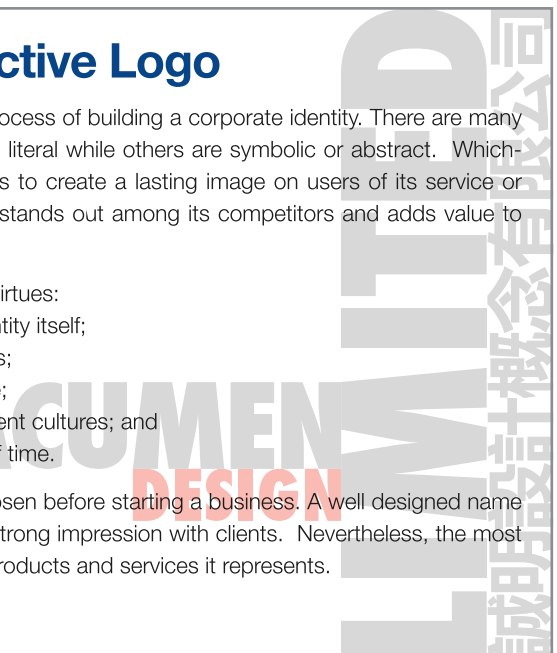 ctive Logo
ocess of building a corporate identity. There are many
literal while others are symbolic or abstract. Which-
s to create a lasting image on users of its service or
stands out among its competitors and adds value to
irtues:
ntity itself;
s;
;
ent cultures; and
f time.
osen before starting a business. A well designed name
trong impression with clients. Nevertheless, the most
roducts and services it represents.
ACUMEN
DESIGN
LIMITED
誠明設計概念有限公司